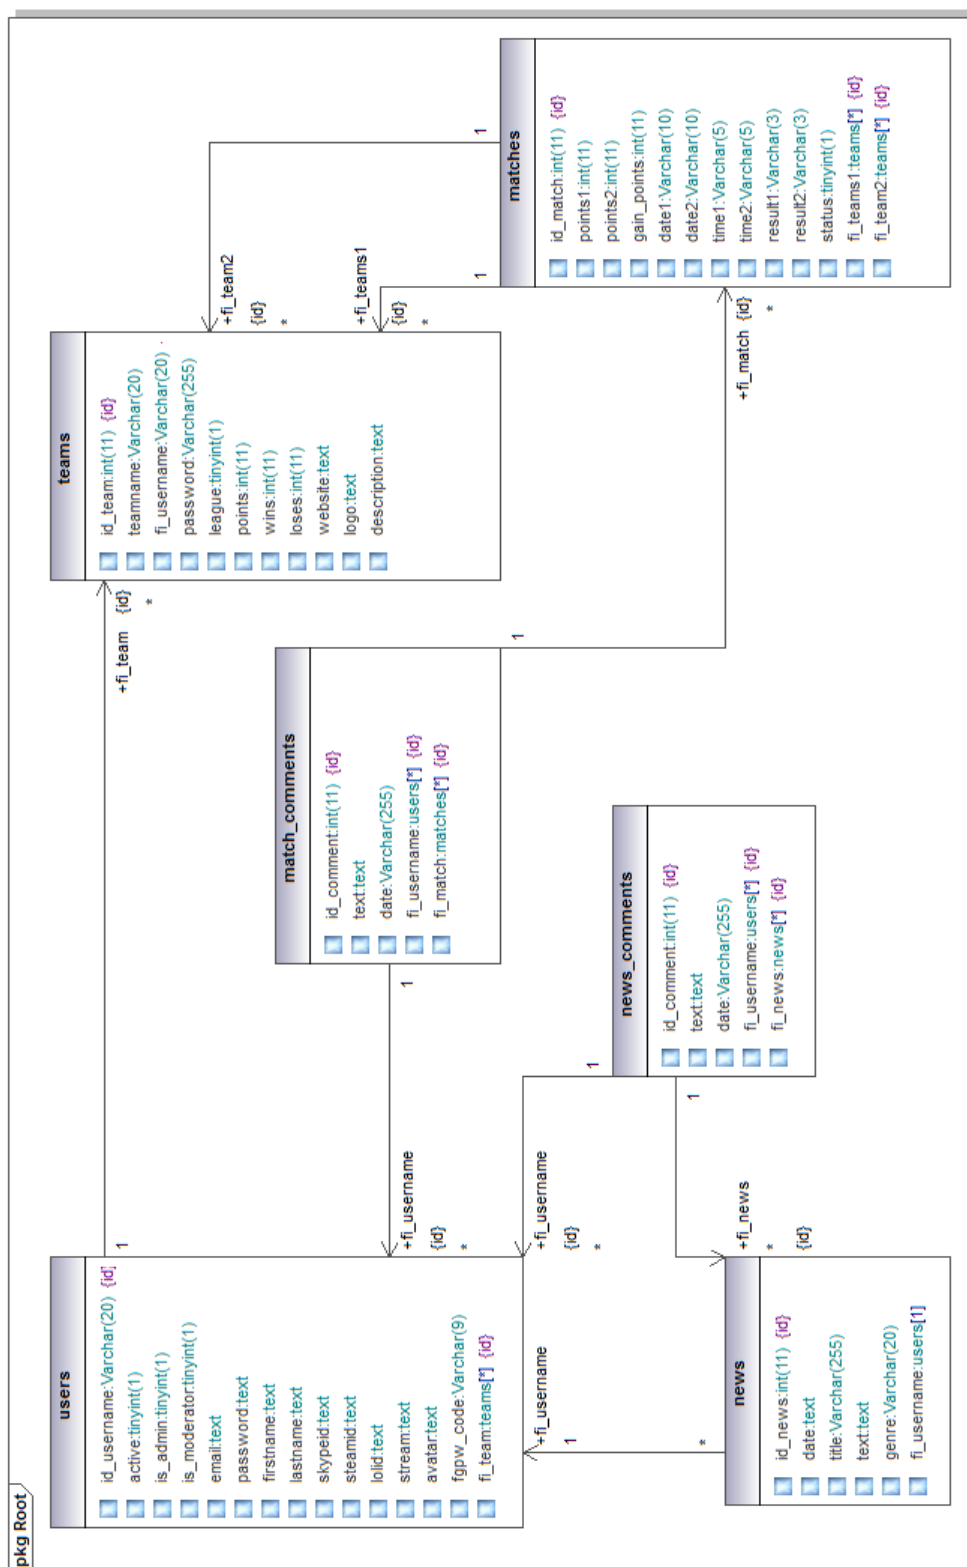 pkg Root
users
id_username:Varchar(20) {id}
active:tinyint(1)
is_admin:tinyint(1)
is_moderator:tinyint(1)
email:text
password:text
firstname:text
lastname:text
skypeid:text
steamid:text
lolid:text
stream:text
avatar:text
fgpw_code:Varchar(9)
fi_team:teams[*] {id}
1
+fi_team {id}
*
teams
id_team:int(11) {id}
teamname:Varchar(20)
fi_username:Varchar(20)
password:Varchar(255)
league:tinyint(1)
points:int(11)
wins:int(11)
loses:int(11)
website:text
logo:text
description:text
+fi_team2
{id}
*
1
+fi_teams1
{id}
*
1
matches
id_match:int(11) {id}
points1:int(11)
points2:int(11)
gain_points:int(11)
date1:Varchar(10)
date2:Varchar(10)
time1:Varchar(5)
time2:Varchar(5)
result1:Varchar(3)
result2:Varchar(3)
status:tinyint(1)
fi_teams1:teams[*] {id}
fi_team2:teams[*] {id}
match_comments
id_comment:int(11) {id}
text:text
date:Varchar(255)
fi_username:users[*] {id}
fi_match:matches[*] {id}
1
+fi_match {id}
*
1
+fi_username
{id}
*
news_comments
id_comment:int(11) {id}
text:text
date:Varchar(255)
fi_username:users[*] {id}
fi_news:news[*] {id}
1
+fi_username
{id}
*
1
+fi_news
*
{id}
news
id_news:int(11) {id}
date:text
title:Varchar(255)
text:text
genre:Varchar(20)
fi_username:users[1]
+fi_username
1
*